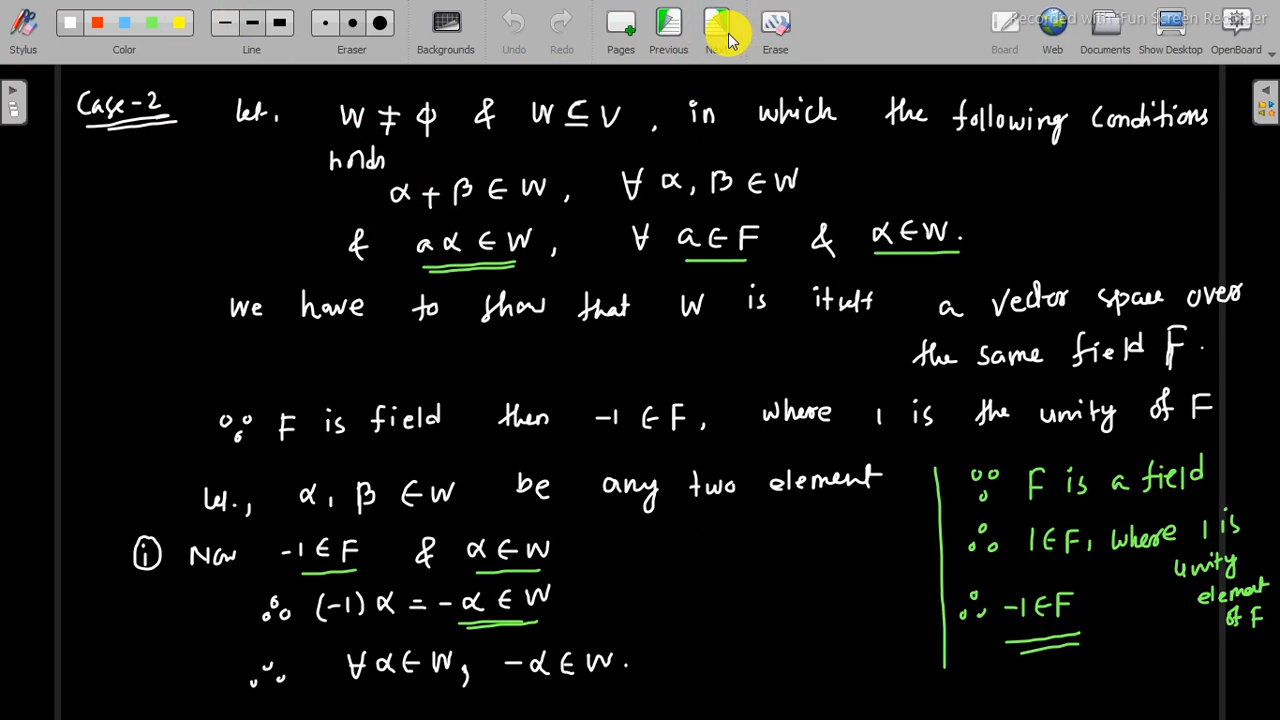 Recorded with iFun Screen Recorder
Stylus Color Line Eraser Backgrounds Undo Redo Pages Previous Next Erase Board Web Documents Show Desktop OpenBoard
Case-2 let. W ≠ φ & W ⊆ V, in which the following conditions
holds
α + β ∈ W, ∀ α, β ∈ W
& aα ∈ W, ∀ a ∈ F & α ∈ W.
We have to show that W is itself a vector space over
the same field F.
∵ F is field then -1 ∈ F, where 1 is the unity of F
let., α, β ∈ W be any two element
(i) Now -1 ∈ F & α ∈ W
∴ (-1) α = - α ∈ W
∴ ∀ α ∈ W, - α ∈ W.
∵ F is a field
∴ 1 ∈ F, where 1 is
unity
element
of F
∴ -1 ∈ F